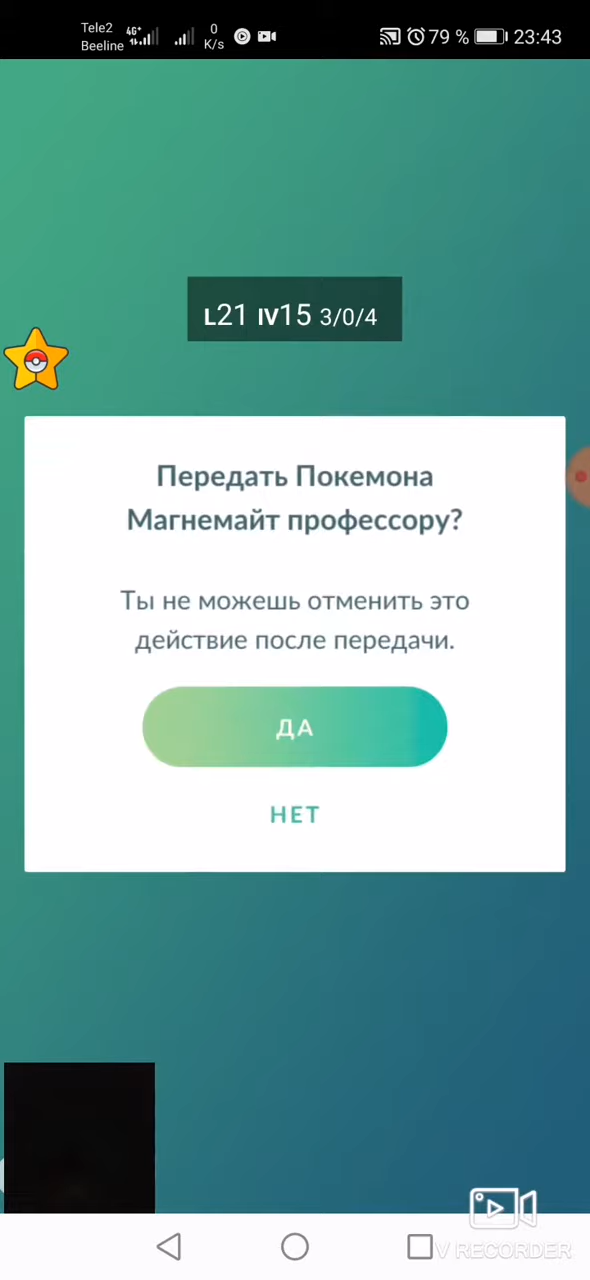 Tele2
Beeline
4G+
0
K/s
79 %
23:43
L21 IV15 3/0/4
Передать Покемона
Магнемайт профессору?
Ты не можешь отменить это
действие после передачи.
ДА
НЕТ
V RECORDER